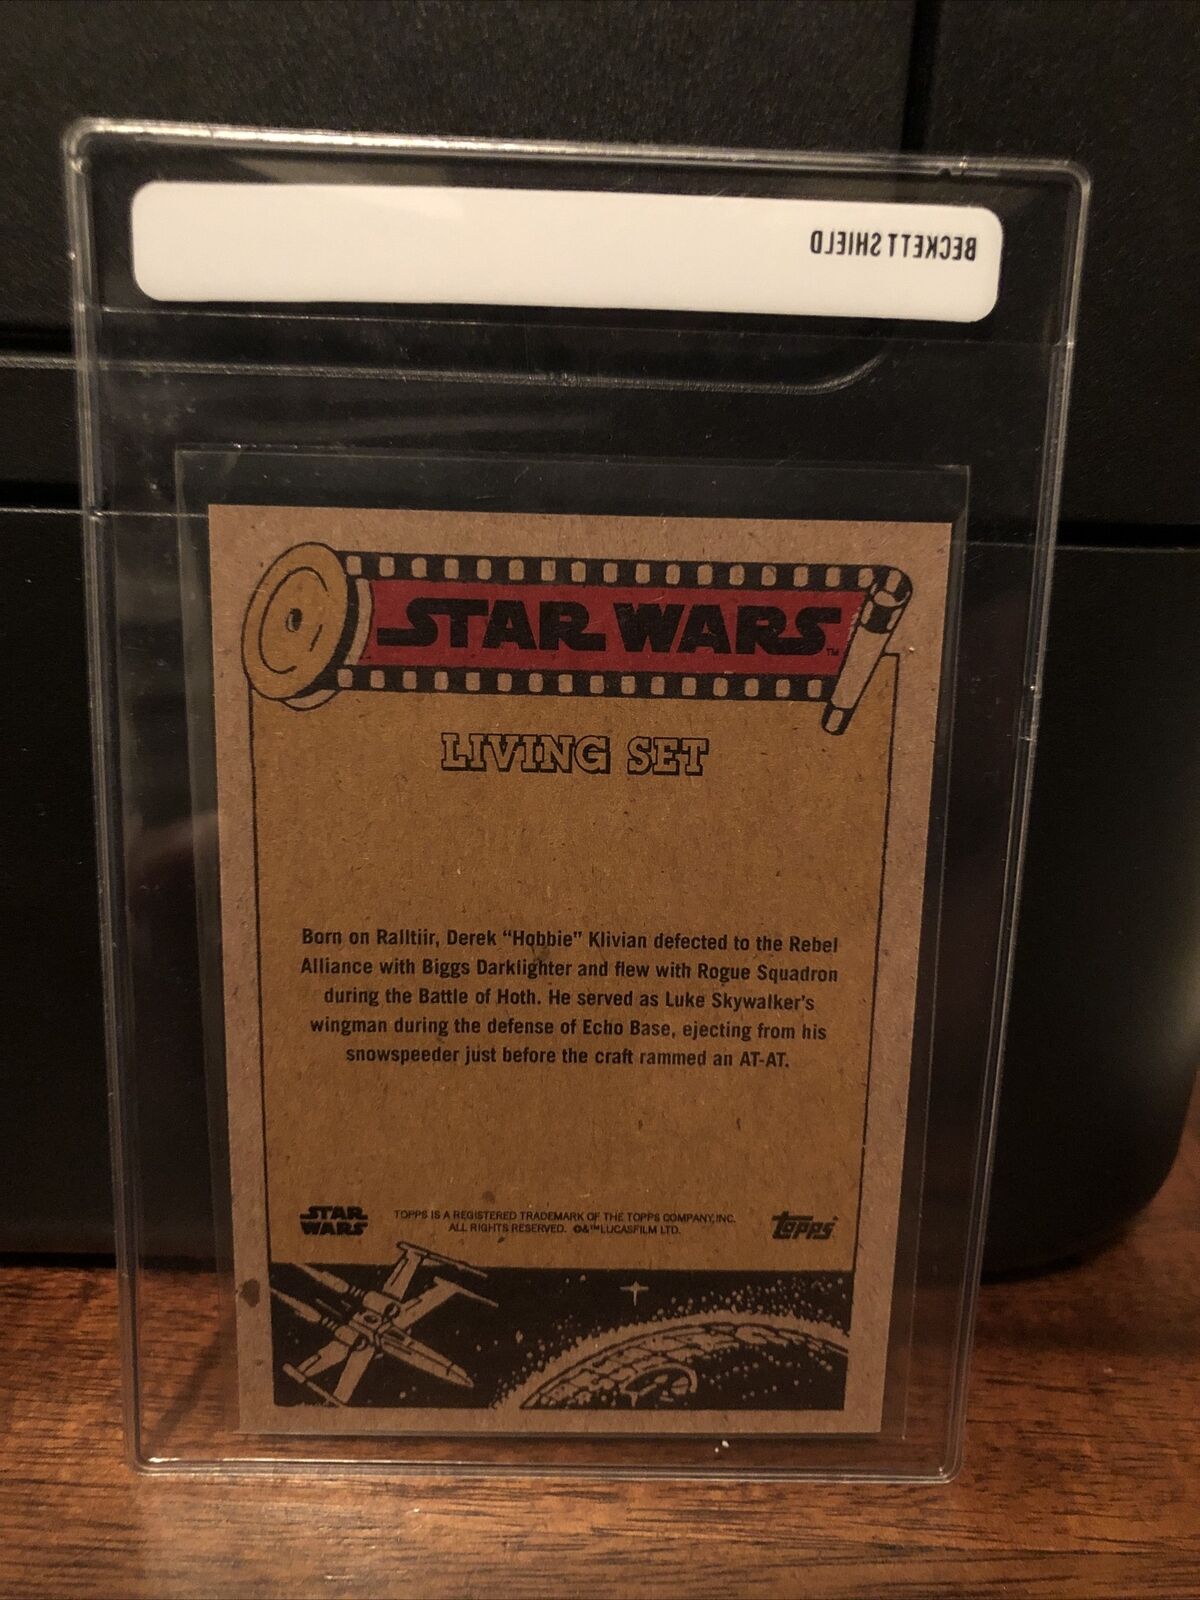 BECKETT SHIELD
STAR WARS™
LIVING SET
Born on Ralltiir, Derek “Hobbie” Klivian defected to the Rebel
Alliance with Biggs Darklighter and flew with Rogue Squadron
during the Battle of Hoth. He served as Luke Skywalker's
wingman during the defense of Echo Base, ejecting from his
snowspeeder just before the craft rammed an AT-AT.
STAR
WARS
TOPPS IS A REGISTERED TRADEMARK OF THE TOPPS COMPANY, INC.
ALL RIGHTS RESERVED. ©&™LUCASFILM LTD.
topps